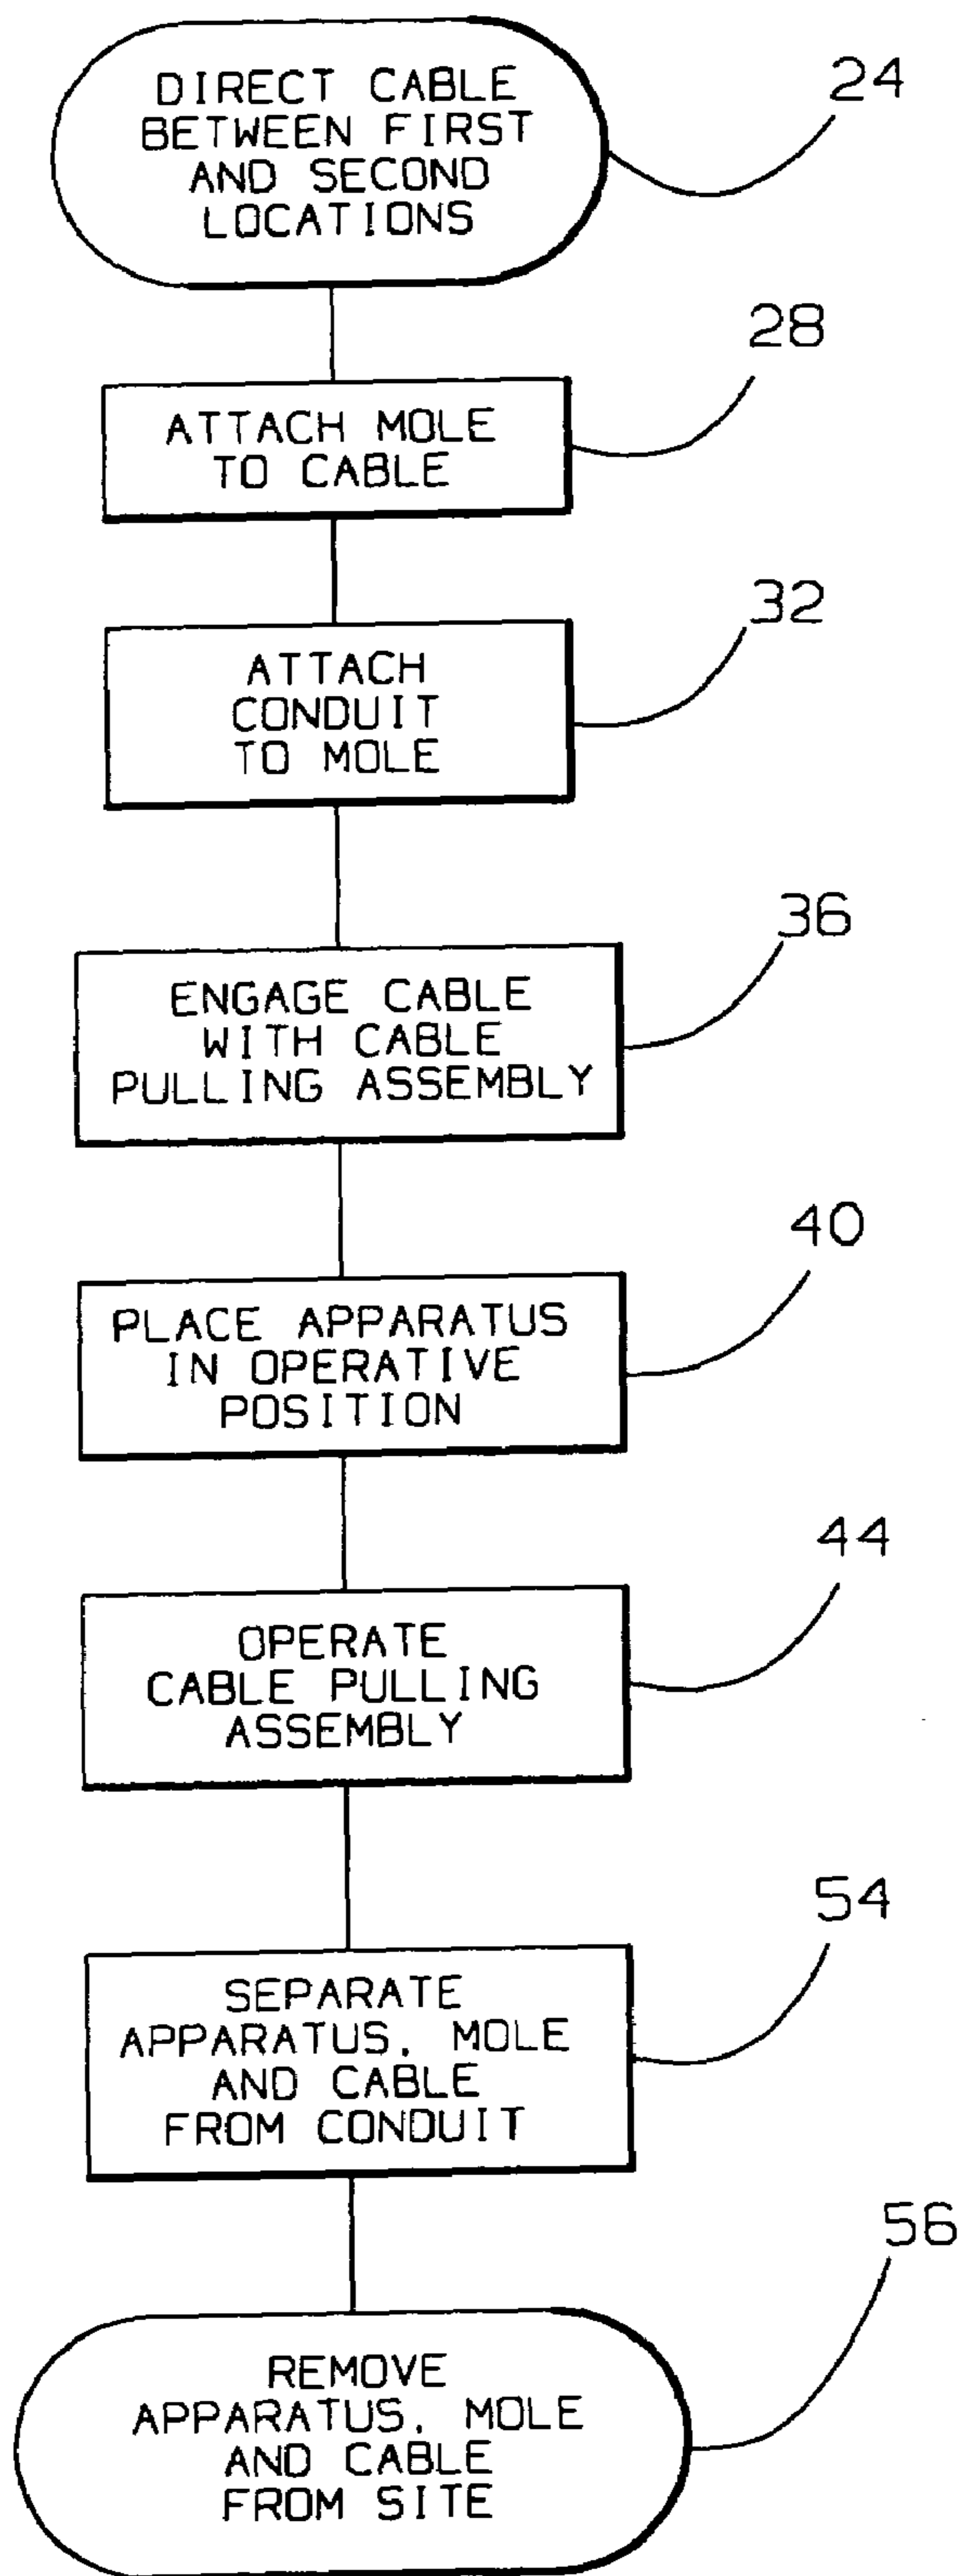 DIRECT CABLE
BETWEEN FIRST
AND SECOND
LOCATIONS
24
ATTACH MOLE
TO CABLE
28
ATTACH
CONDUIT
TO MOLE
32
ENGAGE CABLE
WITH CABLE
PULLING ASSEMBLY
36
PLACE APPARATUS
IN OPERATIVE
POSITION
40
OPERATE
CABLE PULLING
ASSEMBLY
44
SEPARATE
APPARATUS, MOLE
AND CABLE
FROM CONDUIT
54
REMOVE
APPARATUS, MOLE
AND CABLE
FROM SITE
56